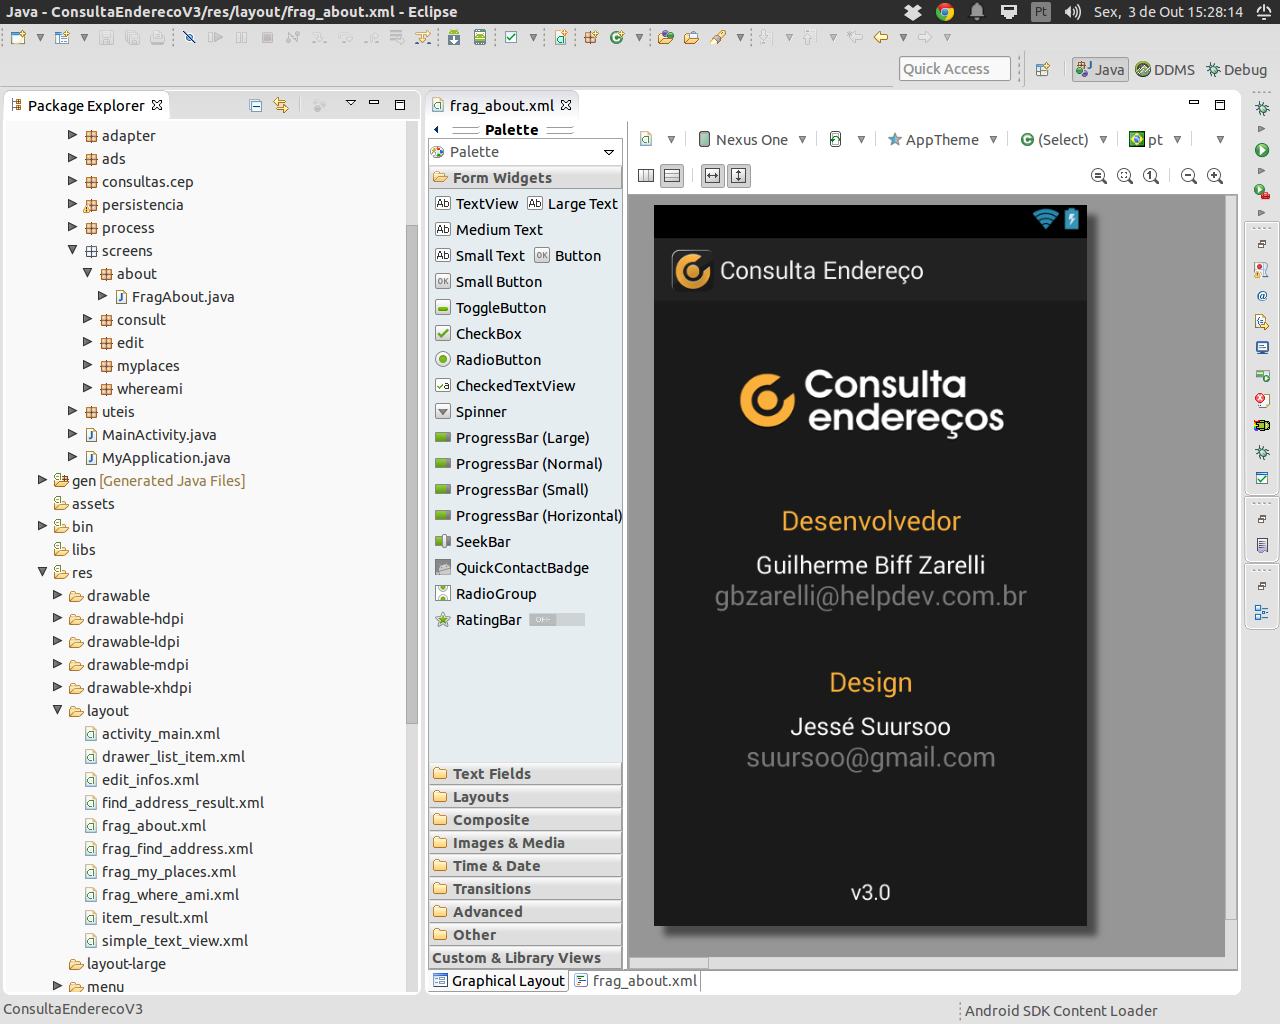 Java - ConsultaEnderecoV3/res/layout/frag_about.xml - Eclipse
Pt
Sex, 3 de Out 15:28:14
Quick Access
Java
DDMS
Debug
Package Explorer
adapter
ads
consultas.cep
persistencia
process
screens
about
FragAbout.java
consult
edit
myplaces
whereami
uteis
MainActivity.java
MyApplication.java
gen [Generated Java Files]
assets
bin
libs
res
drawable
drawable-hdpi
drawable-ldpi
drawable-mdpi
drawable-xhdpi
layout
activity_main.xml
drawer_list_item.xml
edit_infos.xml
find_address_result.xml
frag_about.xml
frag_find_address.xml
frag_my_places.xml
frag_where_ami.xml
item_result.xml
simple_text_view.xml
layout-large
menu
frag_about.xml
Palette
Palette
Form Widgets
Ab TextView
Ab Large Text
Ab Medium Text
Ab Small Text
OK Button
OK Small Button
ToggleButton
CheckBox
RadioButton
CheckedTextView
Spinner
ProgressBar (Large)
ProgressBar (Normal)
ProgressBar (Small)
ProgressBar (Horizontal)
SeekBar
QuickContactBadge
RadioGroup
RatingBar
OFF
Text Fields
Layouts
Composite
Images & Media
Time & Date
Transitions
Advanced
Other
Custom & Library Views
Nexus One
AppTheme
(Select)
pt
Consulta Endereço
Consulta
endereços
Desenvolvedor
Guilherme Biff Zarelli
gbzarelli@helpdev.com.br
Design
Jessé Suursoo
suursoo@gmail.com
v3.0
Graphical Layout
frag_about.xml
ConsultaEnderecoV3
Android SDK Content Loader